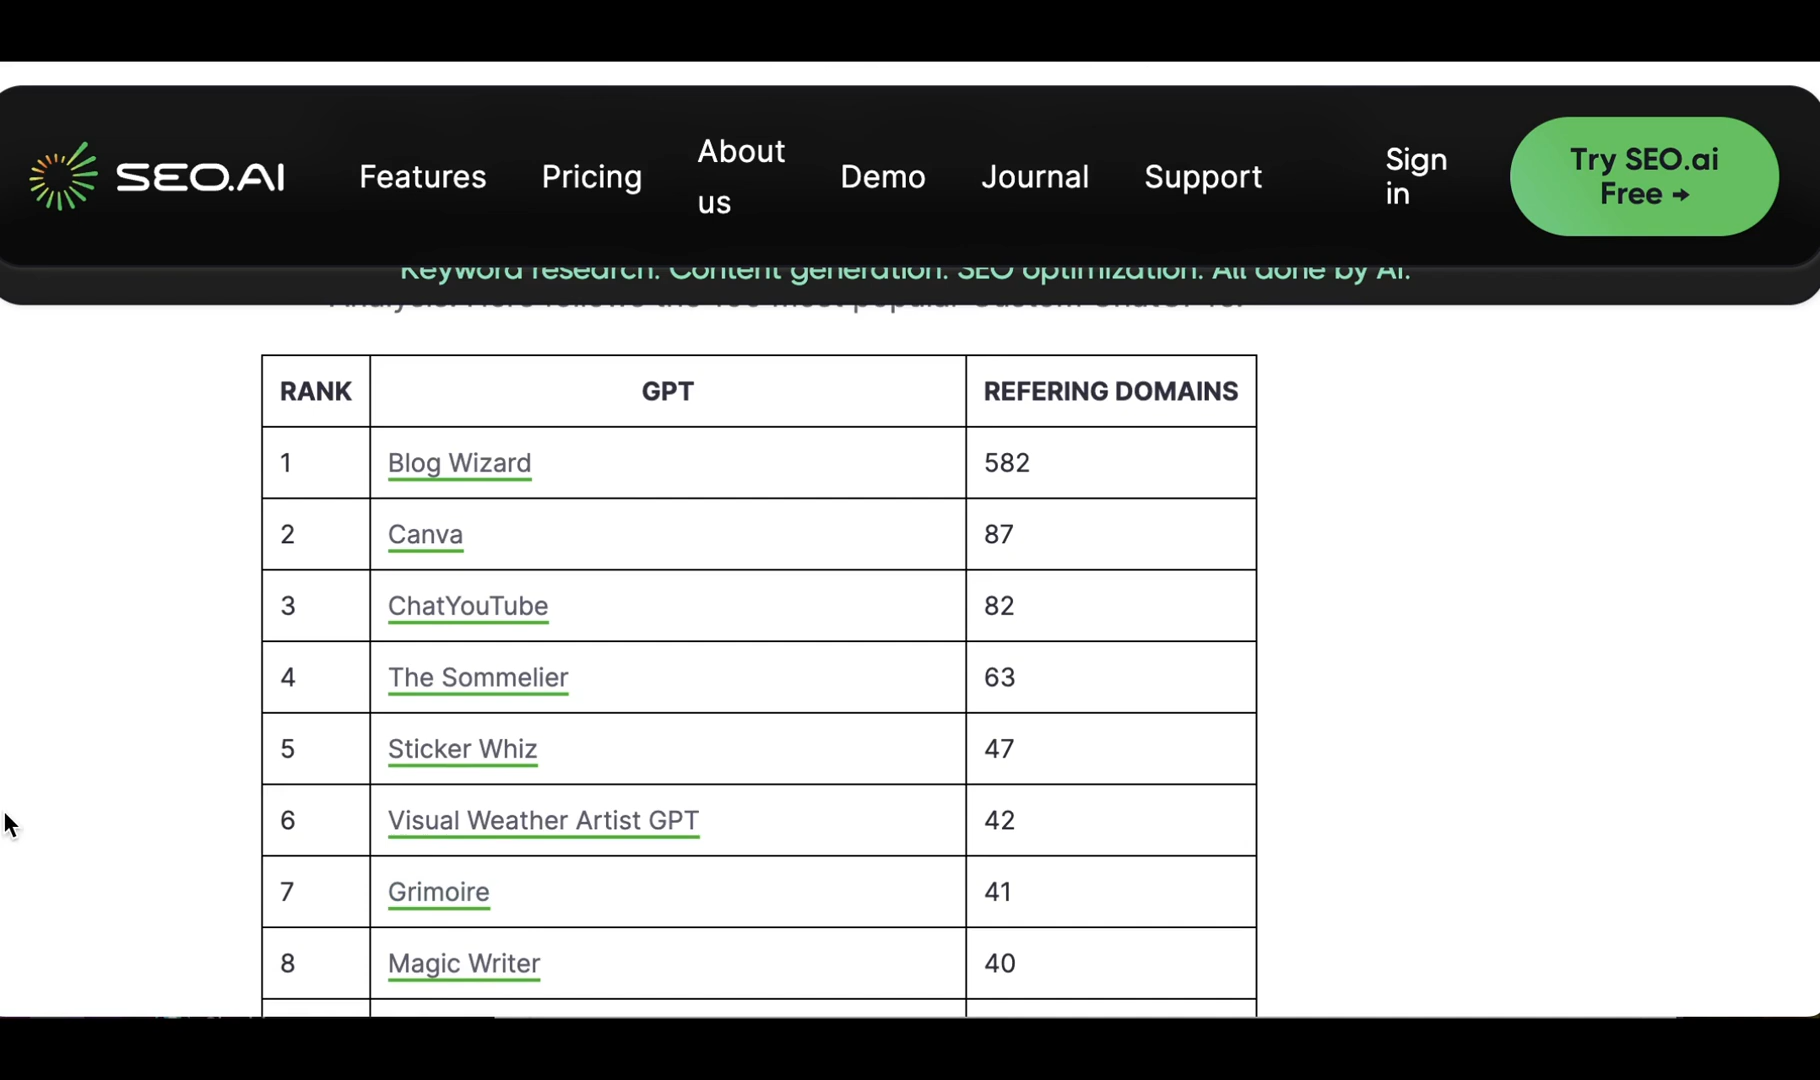 SEO.AI
Features
Pricing
About
us
Demo
Journal
Support
Sign
in
Try SEO.ai
Free →
Keyword research. Content generation. SEO optimization. All done by AI.
RANK GPT REFERING DOMAINS
1 Blog Wizard 582
2 Canva 87
3 ChatYouTube 82
4 The Sommelier 63
5 Sticker Whiz 47
6 Visual Weather Artist GPT 42
7 Grimoire 41
8 Magic Writer 40